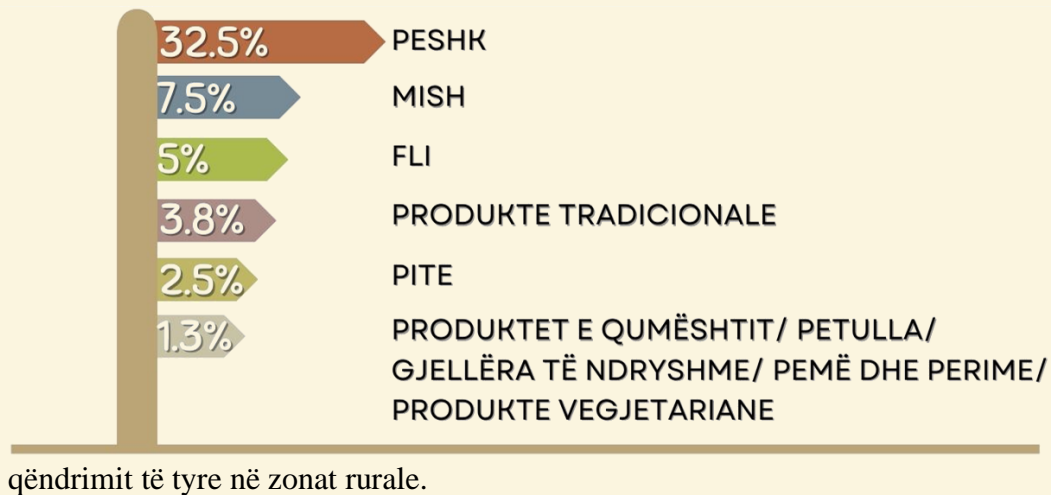 32.5% PESHK
7.5% MISH
5% FLI
3.8% PRODUKTE TRADICIONALE
2.5% PITE
1.3% PRODUKTET E QUMËSHTIT/ PETULLA/
GJELLËRA TË NDRYSHME/ PEMË DHE PERIME/
PRODUKTE VEGJETARIANE
qëndrimit të tyre në zonat rurale.